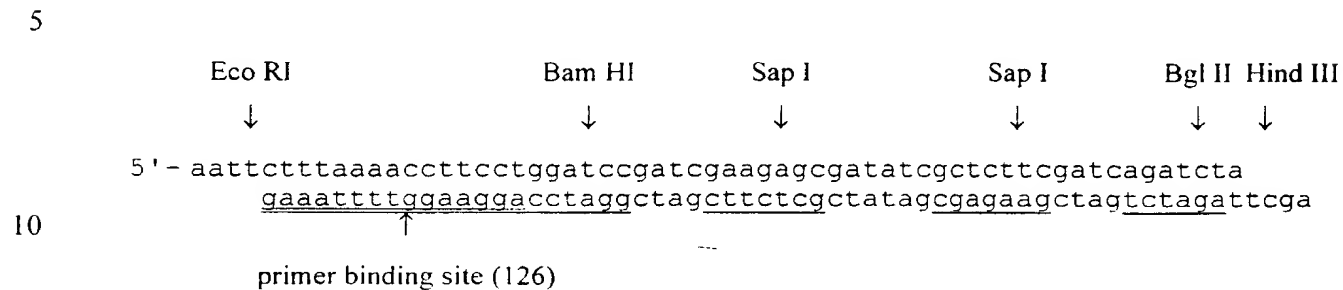 5
Eco RI Bam HI Sap I Sap I Bgl II Hind III
↓ ↓ ↓ ↓ ↓ ↓
5'- aattctttaaaaccttcctggatccgatcgaagagcgatatcgctcttcgatcagatcta
gaaattttggaaggacctaggctagcttctcgctatagcgagaagctagtctagattcga
10
↑
primer binding site (126)